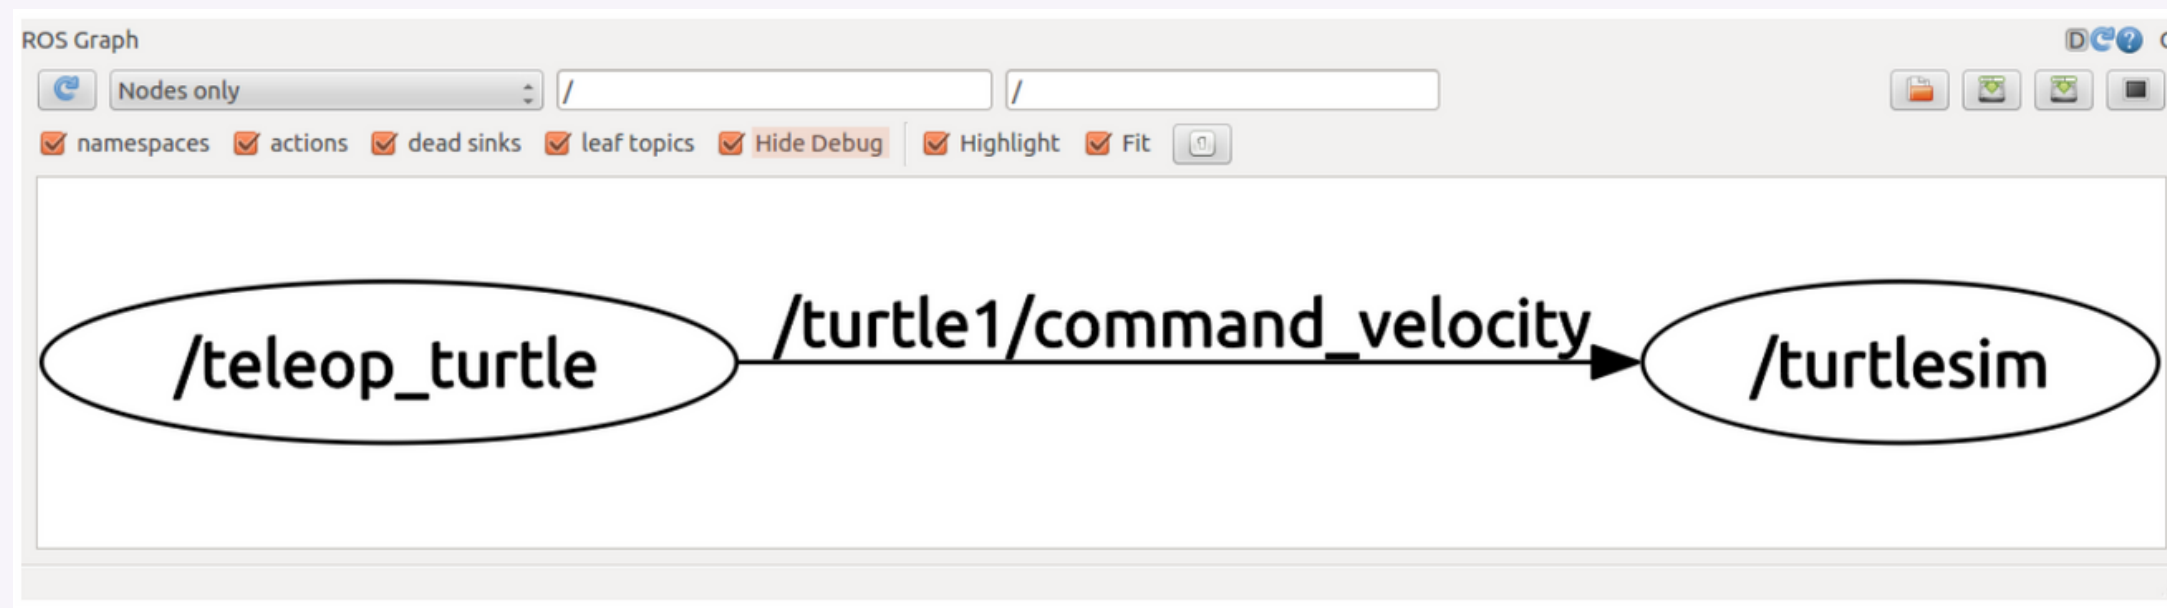 ROS Graph
D ?
Nodes only / /
namespaces actions dead sinks leaf topics Hide Debug Highlight Fit
/teleop_turtle /turtle1/command_velocity /turtlesim